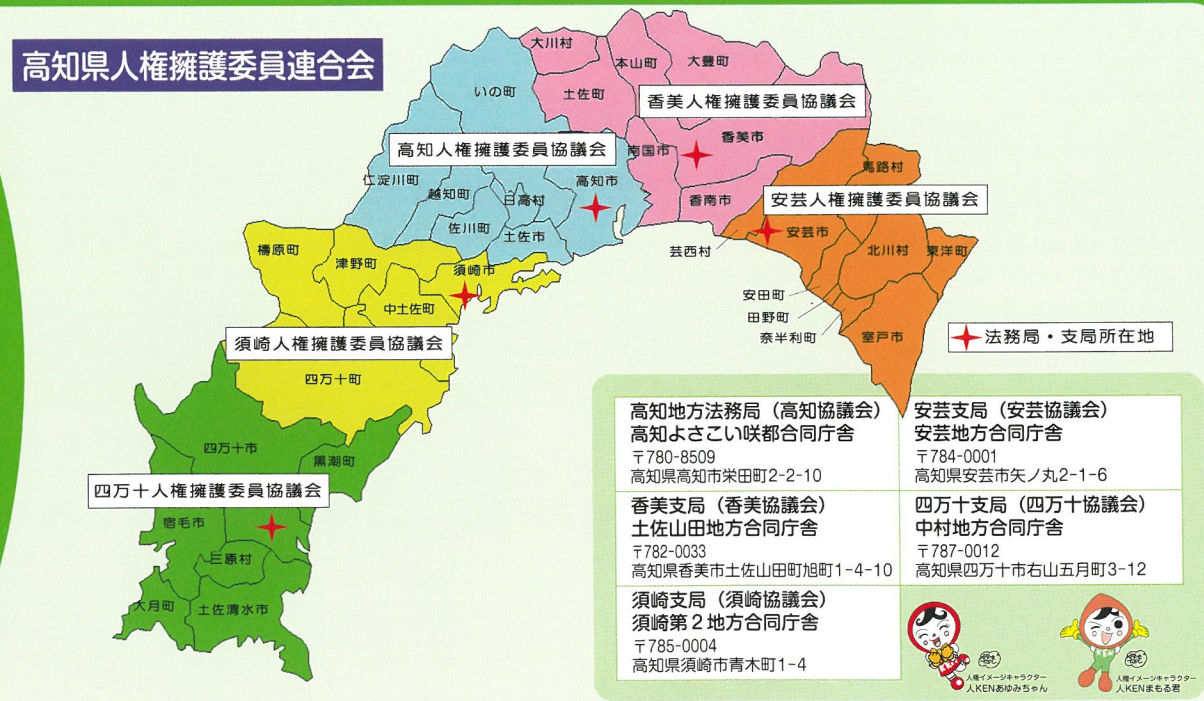 高知県人権擁護委員連合会
大川村
本山町
大豊町
いの町
土佐町
香美人権擁護委員協議会
高知人権擁護委員協議会
南国市
香美市
仁淀川町
越知町
日高村
高知市
香南市
馬路村
安芸人権擁護委員協議会
佐川町
土佐市
芸西村
安芸市
北川村
東洋町
梼原町
津野町
須崎市
中土佐町
安田町
田野町
奈半利町
室戸市
法務局・支局所在地
須崎人権擁護委員協議会
四万十町
四万十市
黒潮町
四万十人権擁護委員協議会
宿毛市
三原村
大月町
土佐清水市
高知地方法務局(高知協議会)
高知よさこい咲都合同庁舎
〒780-8509
高知県高知市栄田町2-2-10
安芸支局(安芸協議会)
安芸地方合同庁舎
〒784-0001
高知県安芸市矢ノ丸2-1-6
香美支局(香美協議会)
土佐山田地方合同庁舎
〒782-0033
高知県香美市土佐山田町旭町1-4-10
四万十支局(四万十協議会)
中村地方合同庁舎
〒787-0012
高知県四万十市右山五月町3-12
須崎支局(須崎協議会)
須崎第2地方合同庁舎
〒785-0004
高知県須崎市青木町1-4
人権イメージキャラクター
人KENあゆみちゃん
KEN
人権イメージキャラクター
人KENまもる君